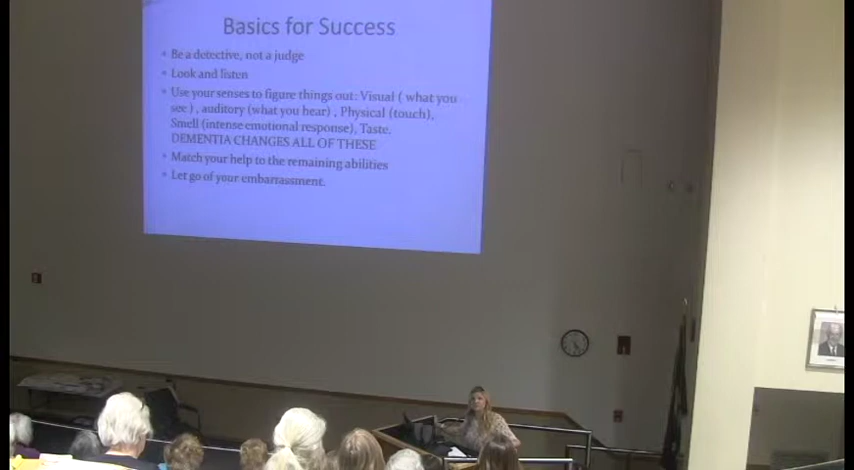 Basics for Success
• Be a detective, not a judge
• Look and listen
• Use your senses to figure things out: Visual ( what you
see ) , auditory (what you hear) , Physical (touch),
Smell (intense emotional response), Taste.
DEMENTIA CHANGES ALL OF THESE
• Match your help to the remaining abilities
• Let go of your embarrassment.